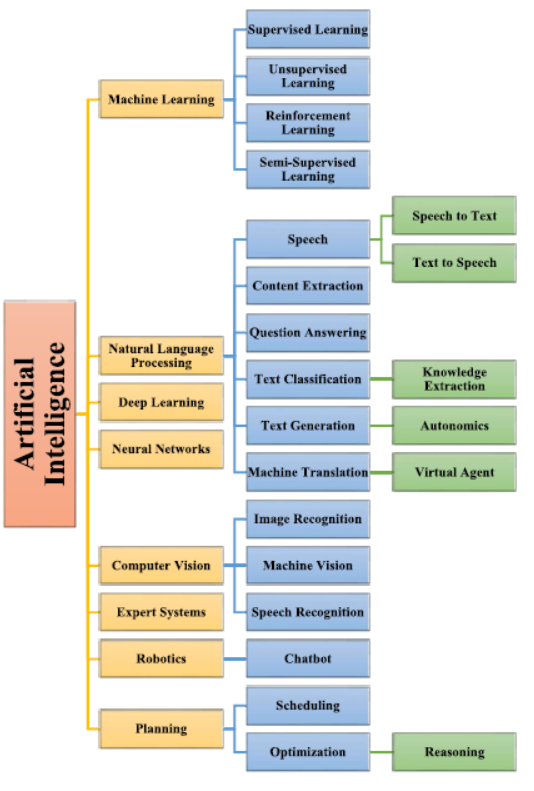 Artificial
Intelligence
Machine Learning
Supervised Learning
Unsupervised
Learning
Reinforcement
Learning
Semi-Supervised
Learning
Natural Language
Processing
Speech
Speech to Text
Text to Speech
Content Extraction
Question Answering
Text Classification
Knowledge
Extraction
Text Generation
Autonomics
Machine Translation
Virtual Agent
Deep Learning
Neural Networks
Computer Vision
Image Recognition
Machine Vision
Speech Recognition
Expert Systems
Robotics
Chatbot
Planning
Scheduling
Optimization
Reasoning